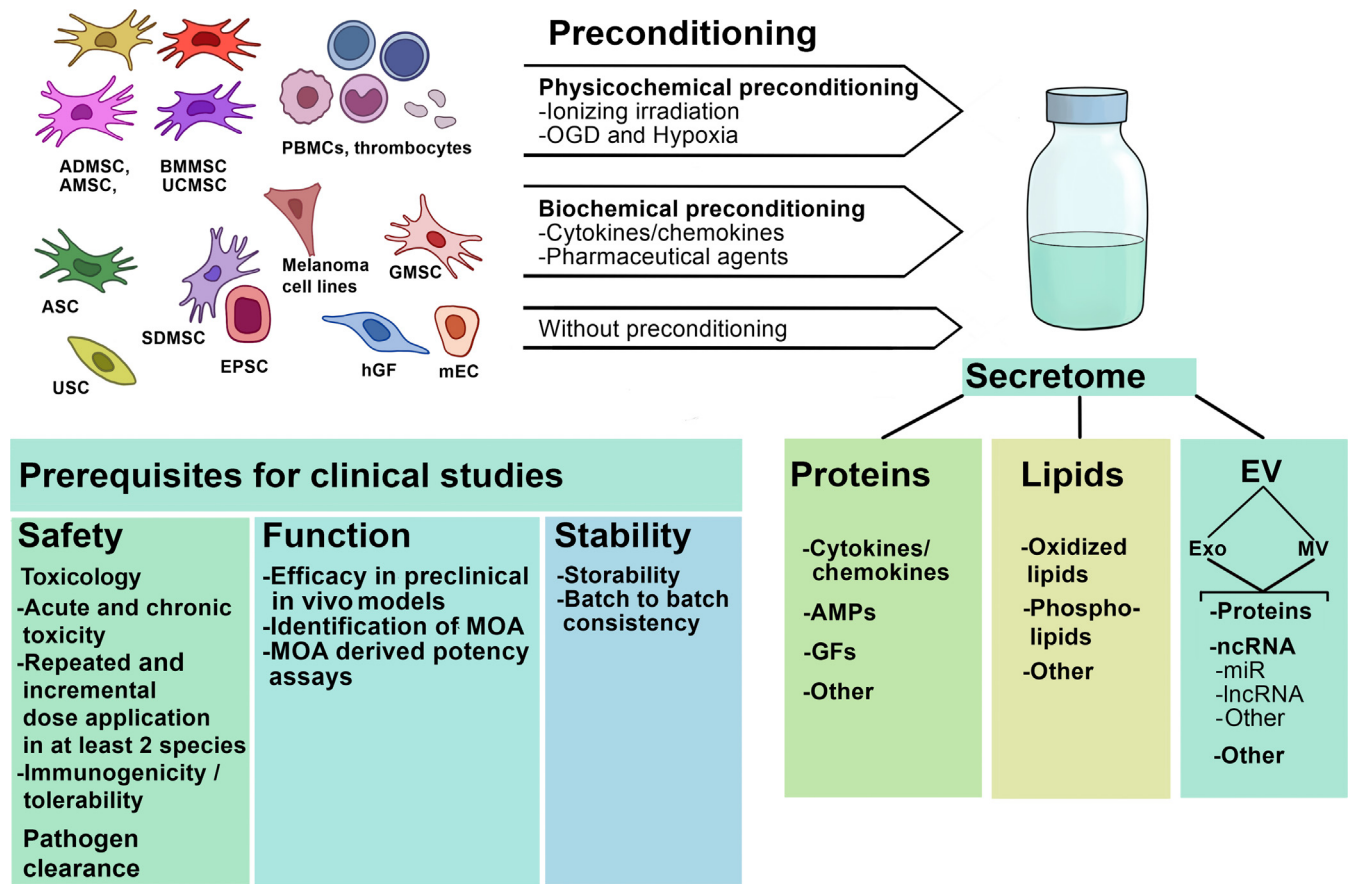 Preconditioning
Physicochemical preconditioning
-Ionizing irradiation
-OGD and Hypoxia
Biochemical preconditioning
-Cytokines/chemokines
-Pharmaceutical agents
Without preconditioning
PBMCs, thrombocytes
ADMSC,
AMSC,
BMMSC
UCMSC
Melanoma
cell lines
GMSC
ASC
SDMSC
EPSC
hGF
mEC
USC
Secretome
Prerequisites for clinical studies
Safety
Toxicology
-Acute and chronic
toxicity
-Repeated and
incremental
dose application
in at least 2 species
-Immunogenicity /
tolerability
Pathogen
clearance
Function
-Efficacy in preclinical
in vivo models
-Identification of MOA
-MOA derived potency
assays
Stability
-Storability
-Batch to batch
consistency
Proteins
-Cytokines/
chemokines
-AMPs
-GFs
-Other
Lipids
-Oxidized
lipids
-Phospho-
lipids
-Other
EV
Exo
MV
-Proteins
-ncRNA
-miR
-lncRNA
-Other
-Other